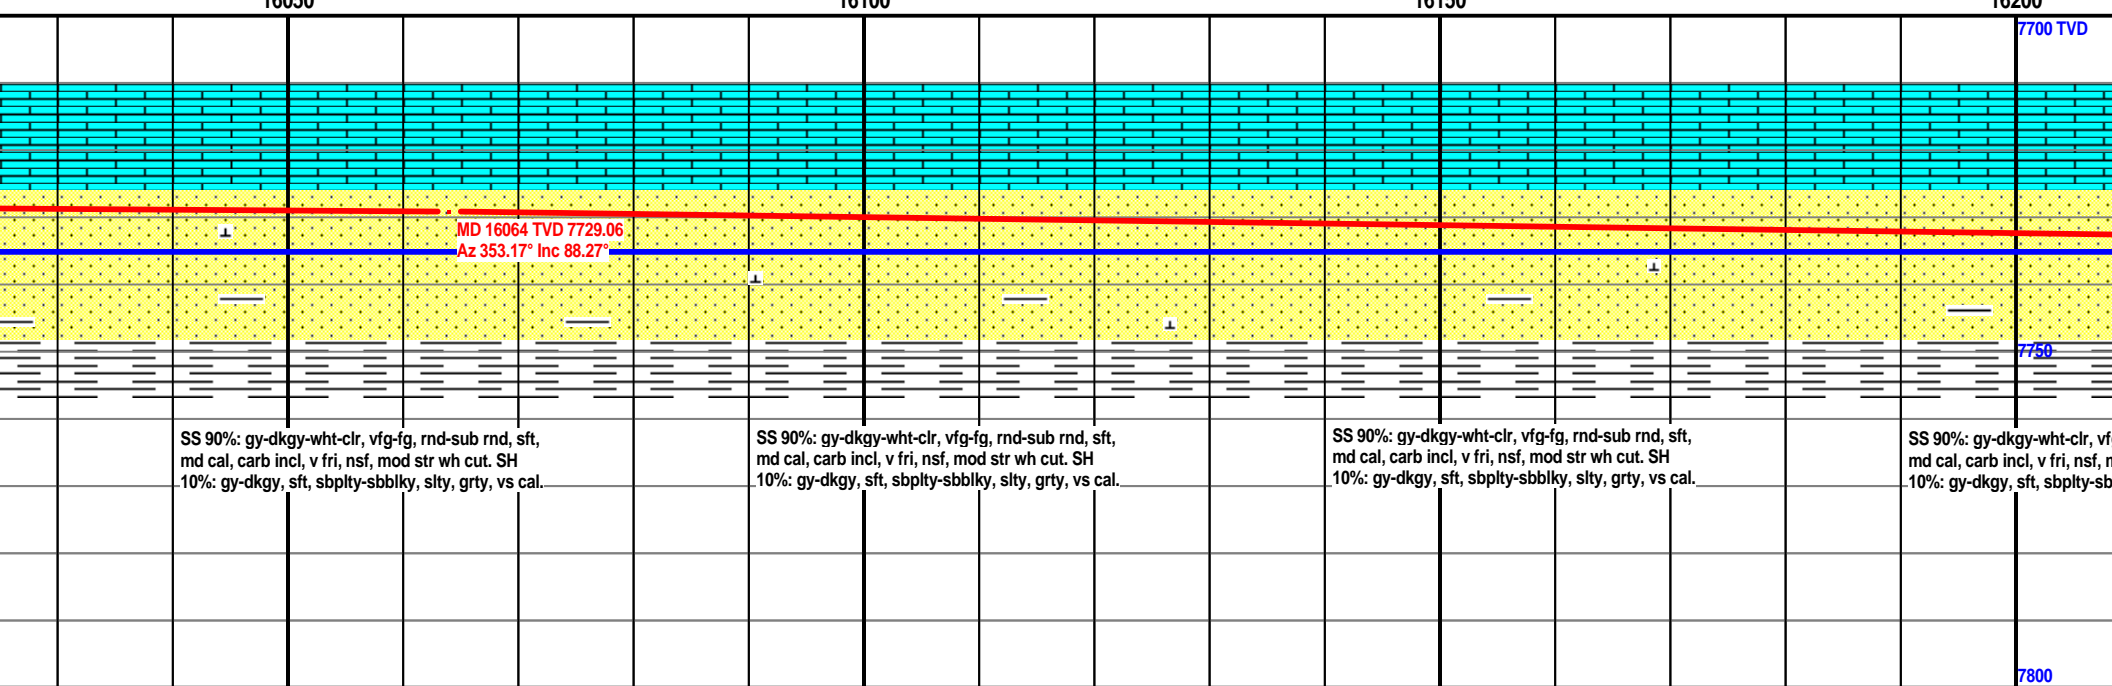 16050
16100
16150
16200
7700 TVD
MD 16064 TVD 7729.06
Az 353.17° Inc 88.27°
7750
SS 90%: gy-dkgy-wht-clr, vfg-fg, rnd-sub rnd, sft,
md cal, carb incl, v fri, nsf, mod str wh cut. SH
10%: gy-dkgy, sft, sbplty-sbblky, slty, grty, vs cal.
SS 90%: gy-dkgy-wht-clr, vfg-fg, rnd-sub rnd, sft,
md cal, carb incl, v fri, nsf, mod str wh cut. SH
10%: gy-dkgy, sft, sbplty-sbblky, slty, grty, vs cal.
SS 90%: gy-dkgy-wht-clr, vfg-fg, rnd-sub rnd, sft,
md cal, carb incl, v fri, nsf, mod str wh cut. SH
10%: gy-dkgy, sft, sbplty-sbblky, slty, grty, vs cal.
SS 90%: gy-dkgy-wht-clr,
md cal, carb incl, v fri, nsf,
10%: gy-dkgy, sft,
7800